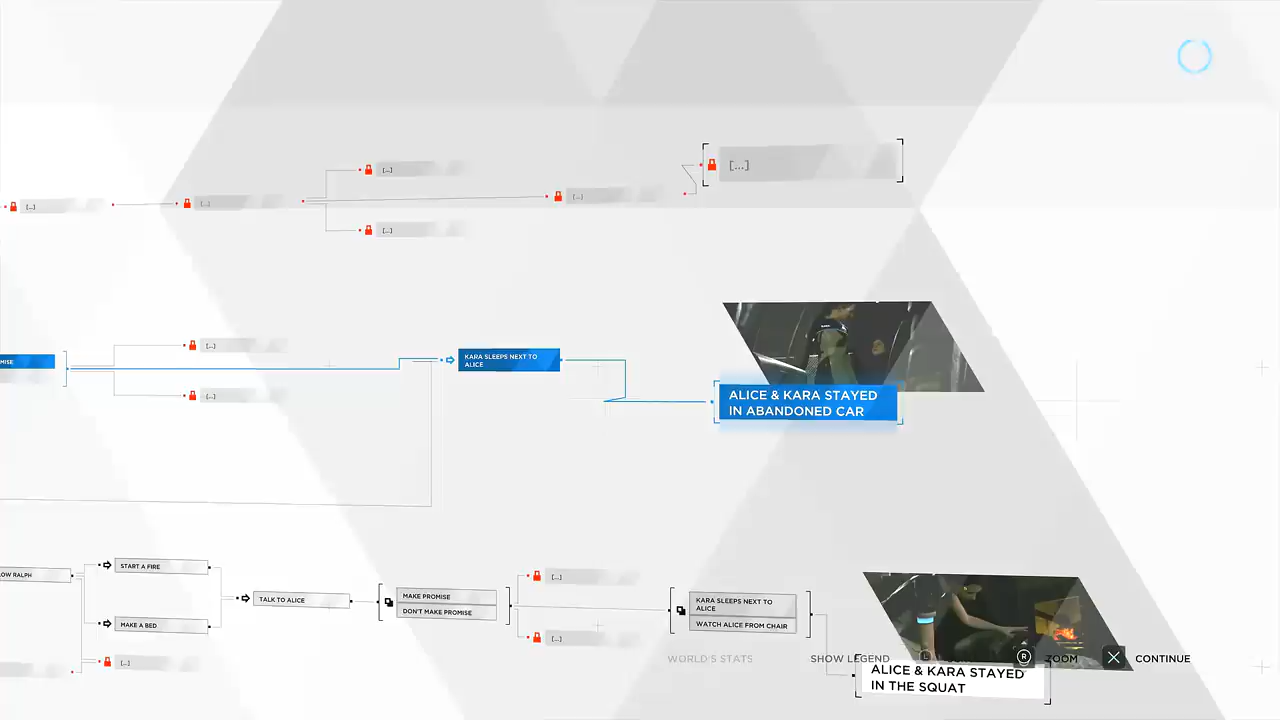 [...]
[...]
[...]
[...]
[...]
[...]
[...]
MISE
KARA SLEEPS NEXT TO
ALICE
[...]
ALICE & KARA STAYED
IN ABANDONED CAR
LOW RALPH
START A FIRE
MAKE A BED
[...]
TALK TO ALICE
MAKE PROMISE
DON'T MAKE PROMISE
[...]
[...]
KARA SLEEPS NEXT TO
ALICE
WATCH ALICE FROM CHAIR
WORLD'S STATS
SHOW LEGEND
L
R
ZOOM
CONTINUE
ALICE & KARA STAYED
IN THE SQUAT